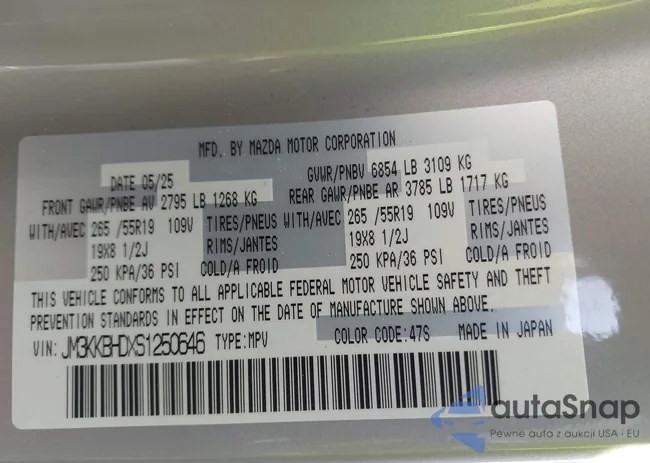 MFD. BY MAZDA MOTOR CORPORATION
DATE 05/25 GVWR/PNBV 6854 LB 3109 KG
FRONT GAWR/PNBE AV 2795 LB 1268 KG REAR GAWR/PNBE AR 3785 LB 1717 KG
WITH/AVEC 265 /55R19 109V TIRES/PNEUS WITH/AVEC 265 /55R19 109V TIRES/PNEUS
19X8 1/2J RIMS/JANTES 19X8 1/2J RIMS/JANTES
250 KPA/36 PSI COLD/A FROID 250 KPA/36 PSI COLD/A FROID
THIS VEHICLE CONFORMS TO ALL APPLICABLE FEDERAL MOTOR VEHICLE SAFETY AND THEFT
PREVENTION STANDARDS IN EFFECT ON THE DATE OF MANUFACTURE SHOWN ABOVE.
VIN: JM3KKBHDXS1250646 TYPE: MPV COLOR CODE: 47S MADE IN JAPAN
autaSnap
Pewne auta z aukcji USA i EU